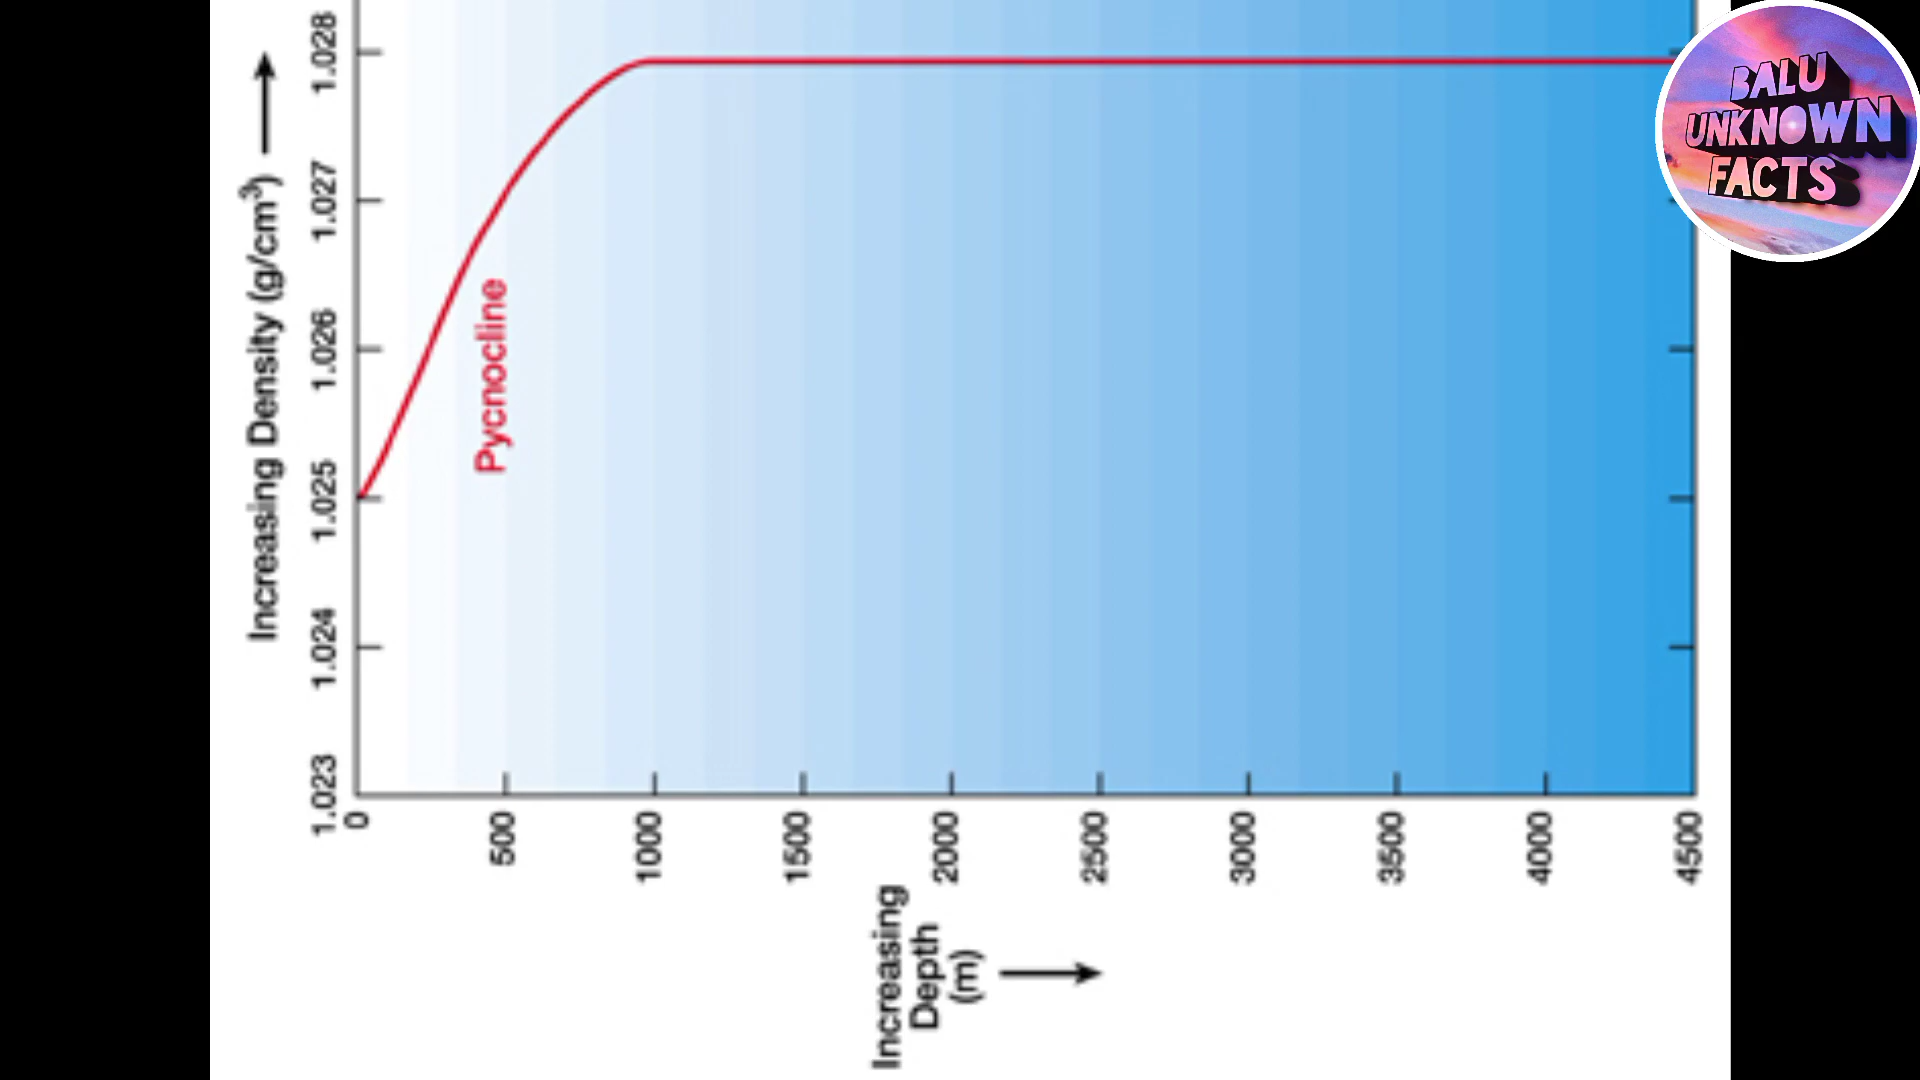 Increasing Density (g/cm³)
1.023
1.024
1.025
1.026
1.027
1.028
Pycnocline
0
500
1000
1500
2000
2500
3000
3500
4000
4500
Increasing
Depth
(m)
BALU
UNKNOWN
FACTS